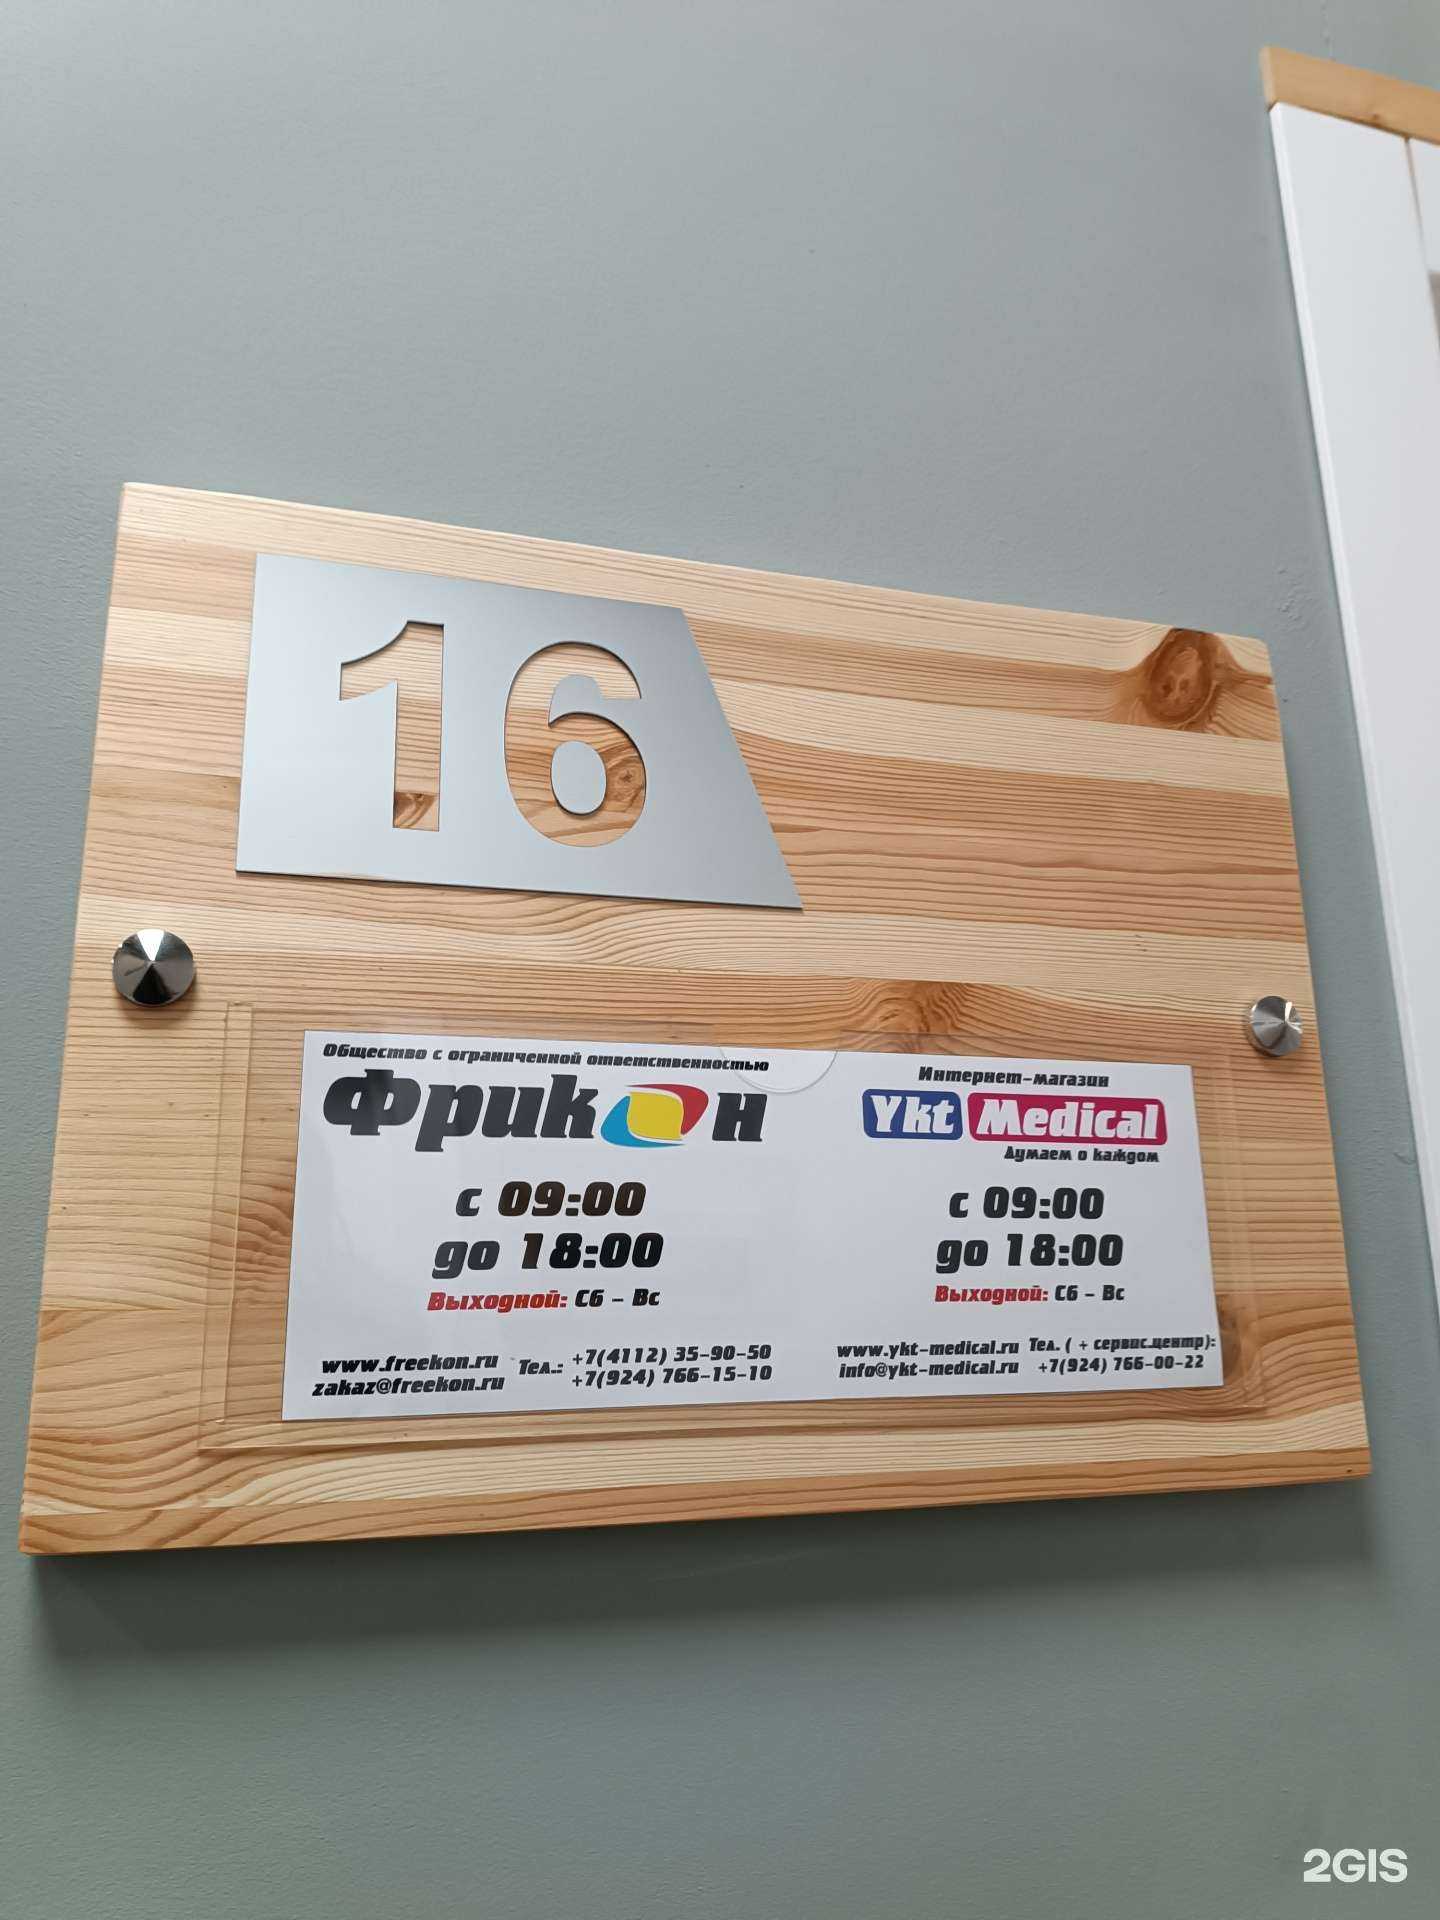 16
Общество с ограниченной ответственностью
Фрикон
с 09:00
до 18:00
Выходной: Сб - Вс
www.freekon.ru
zakaz@freekon.ru
Тел.: +7(4112) 35-90-50
+7(924) 766-15-10
Интернет-магазин
Ykt Medical
Думаем о каждом
с 09:00
до 18:00
Выходной: Сб - Вс
www.ykt-medical.ru
info@ykt-medical.ru
Тел. ( + сервис.центр):
+7(924) 766-00-22
2GIS